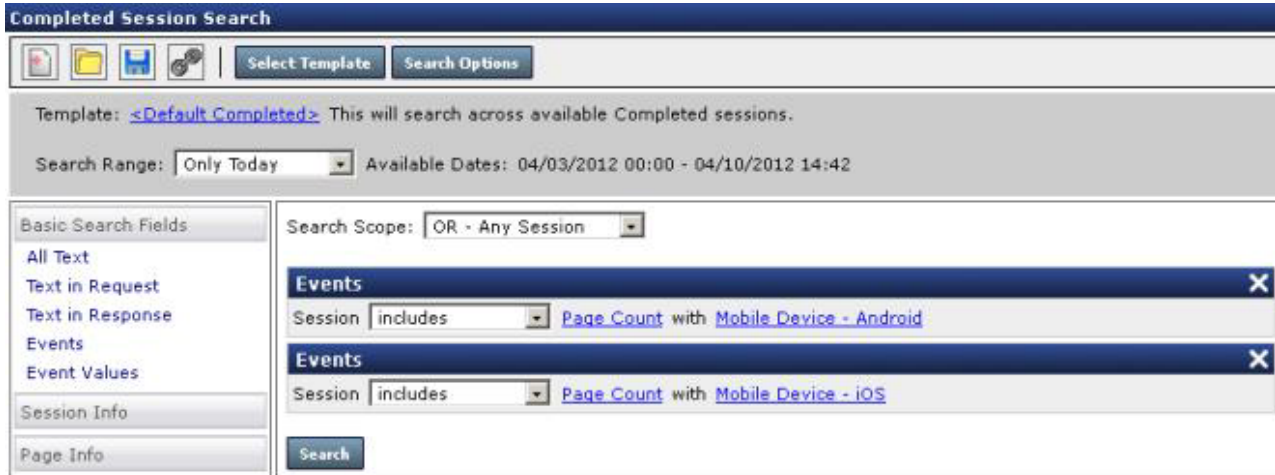 Completed Session Search
Select Template Search Options
Template: <Default Completed> This will search across available Completed sessions.
Search Range: Only Today Available Dates: 04/03/2012 00:00 - 04/10/2012 14:42
Basic Search Fields
All Text
Text in Request
Text in Response
Events
Event Values
Session Info
Page Info
Search Scope: OR - Any Session
Events
Session includes Page Count with Mobile Device - Android
Events
Session includes Page Count with Mobile Device - iOS
Search